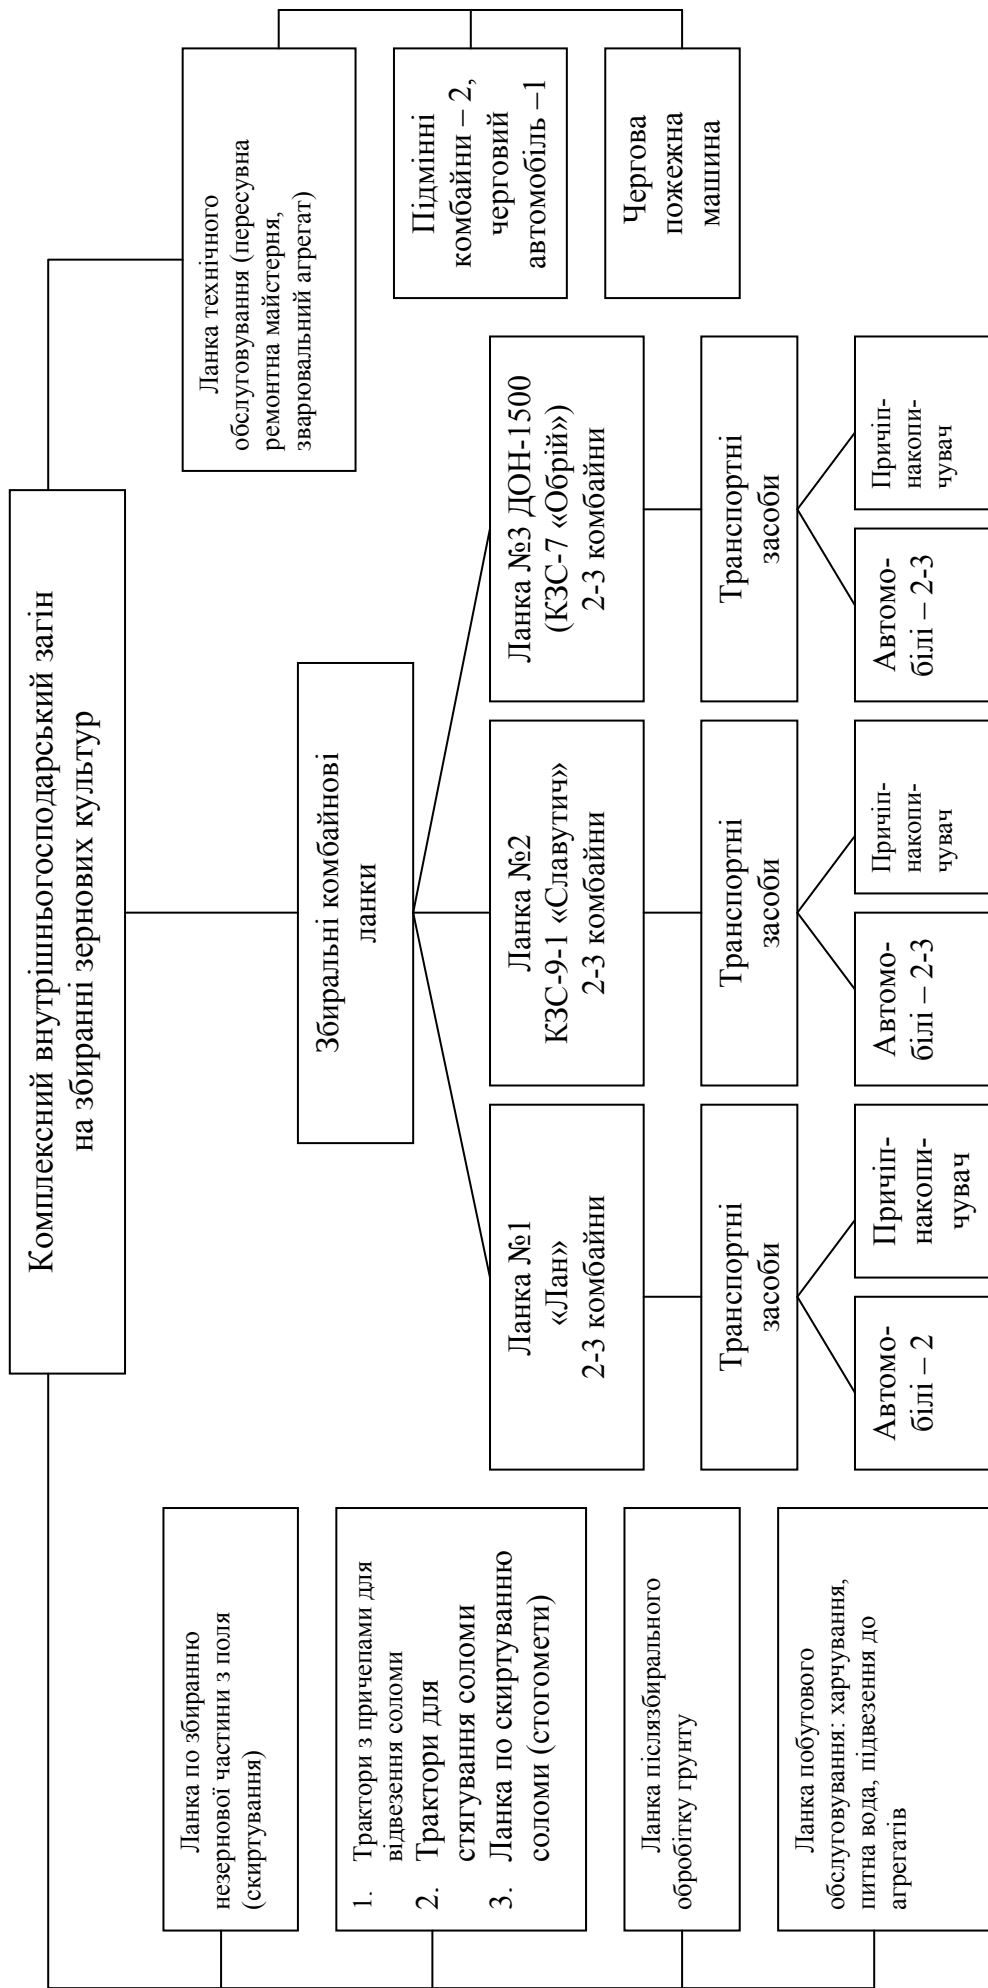 Комплексний внутрішньогосподарський загін
на збиранні зернових культур
Ланка по збиранню
незернової частини з поля
(скиртування)
1. Трактори з причепами для
відвезення соломи
2. Трактори для
стягування соломи
3. Ланка по скиртуванню
соломи (стогомети)
Ланка післязбирального
обробітку грунту
Ланка побутового
обслуговування: харчування,
питна вода, підвезення до
агрегатів
Збиральні комбайнові
ланки
Ланка №1
«Лан»
2-3 комбайни
Транспортні
засоби
Автомо-
білі – 2
Причіп-
накопи-
чувач
Ланка №2
КЗС-9-1 «Славутич»
2-3 комбайни
Транспортні
засоби
Автомо-
білі – 2-3
Причіп-
накопи-
чувач
Ланка №3 ДОН-1500
(КЗС-7 «Обрій»)
2-3 комбайни
Транспортні
засоби
Автомо-
білі – 2-3
Причіп-
накопи-
чувач
Ланка технічного
обслуговування (пересувна
ремонтна майстерня,
зварювальний агрегат)
Підмінні
комбайни – 2,
черговий
автомобіль –1
Чергова
пожежна
машина